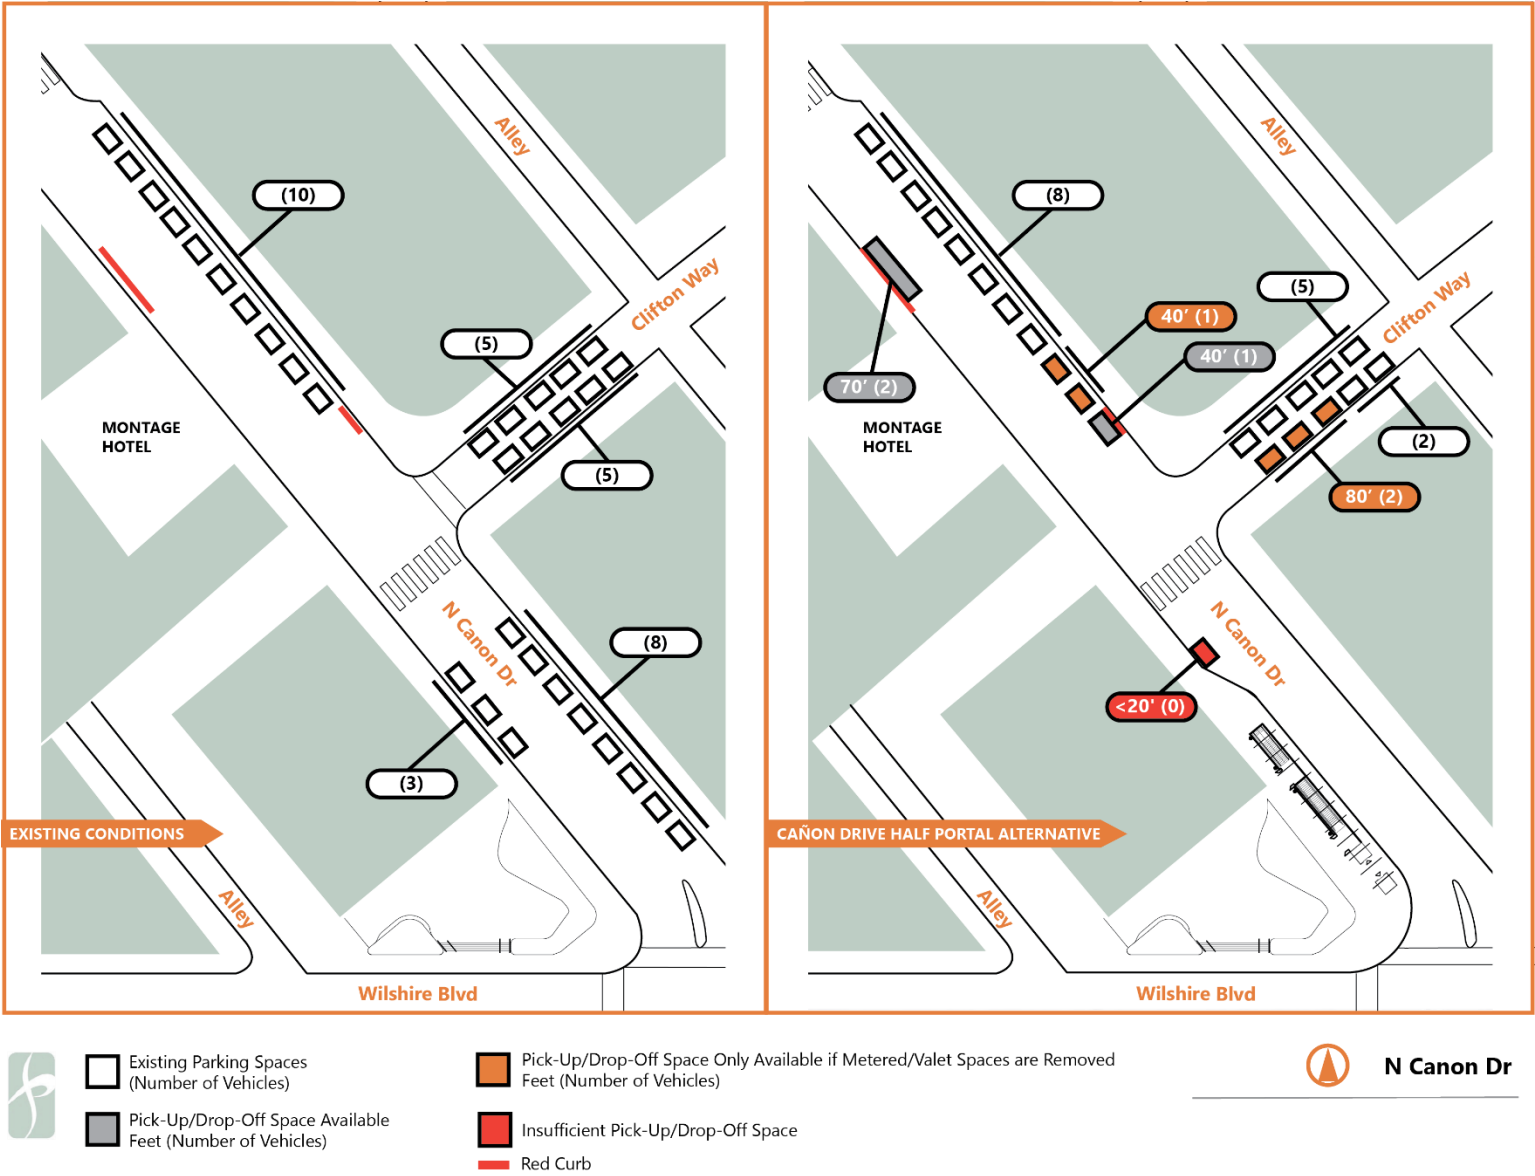 Alley
(10)
Clifton Way
(5)
MONTAGE
HOTEL
(5)
N Canon Dr
(8)
(3)
EXISTING CONDITIONS
Alley
Wilshire Blvd
Alley
(8)
(5)
Clifton Way
40’ (1)
40’ (1)
70’ (2)
MONTAGE
HOTEL
(2)
80’ (2)
N Canon Dr
<20' (0)
CAÑON DRIVE HALF PORTAL ALTERNATIVE
Alley
Wilshire Blvd
Existing Parking Spaces
(Number of Vehicles)
Pick-Up/Drop-Off Space Available
Feet (Number of Vehicles)
Pick-Up/Drop-Off Space Only Available if Metered/Valet Spaces are Removed
Feet (Number of Vehicles)
Insufficient Pick-Up/Drop-Off Space
Red Curb
N Canon Dr